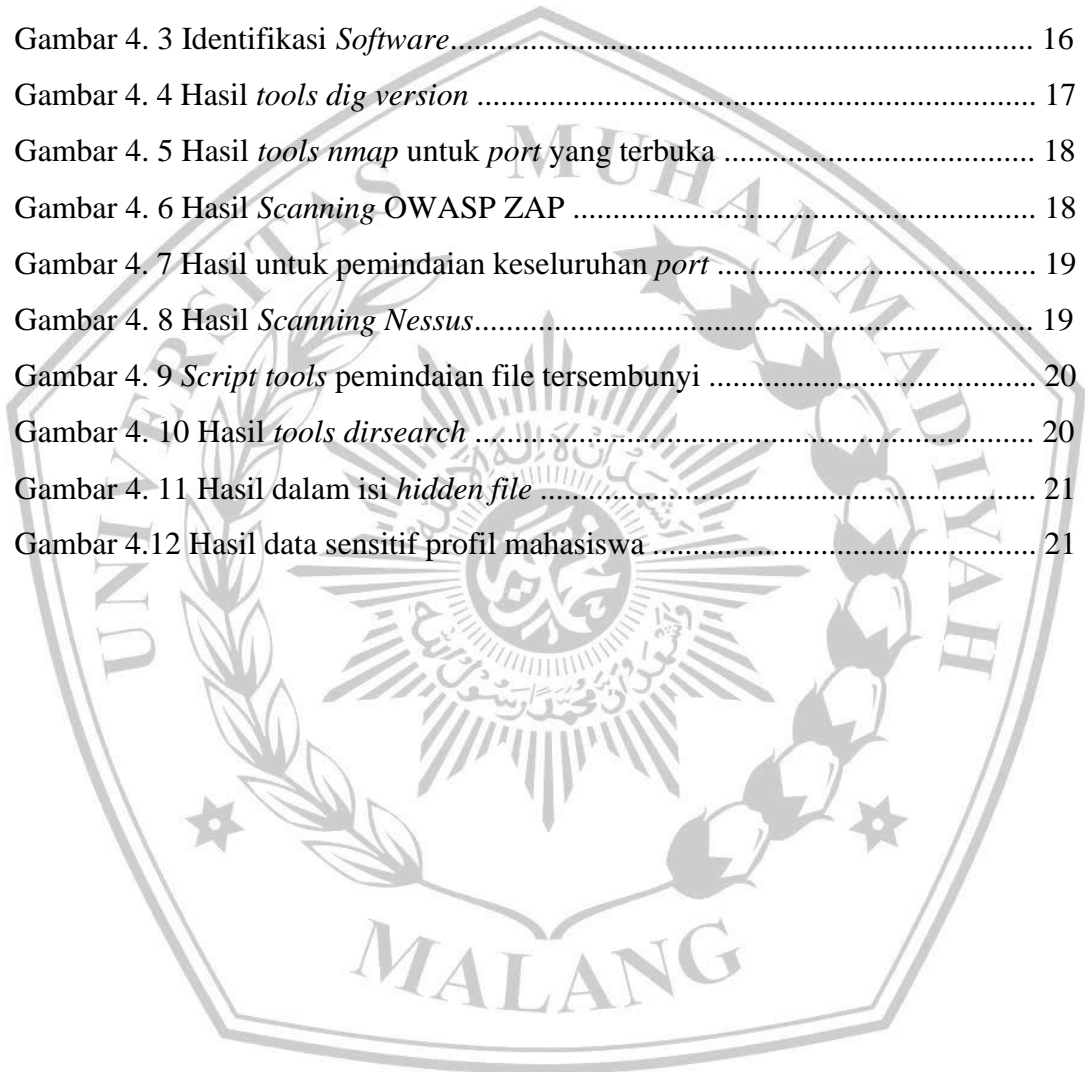 Gambar 4. 3 Identifikasi Software.................................................................... 16
Gambar 4. 4 Hasil tools dig version ................................................................. 17
Gambar 4. 5 Hasil tools nmap untuk port yang terbuka .................................... 18
Gambar 4. 6 Hasil Scanning OWASP ZAP ...................................................... 18
Gambar 4. 7 Hasil untuk pemindaian keseluruhan port ..................................... 19
Gambar 4. 8 Hasil Scanning Nessus................................................................. 19
Gambar 4. 9 Script tools pemindaian file tersembunyi ...................................... 20
Gambar 4. 10 Hasil tools dirsearch ................................................................. 20
Gambar 4. 11 Hasil dalam isi hidden file .......................................................... 21
Gambar 4.12 Hasil data sensitif profil mahasiswa ............................................. 21
UNIVERSITAS MUHAMMADIYAH
MALANG